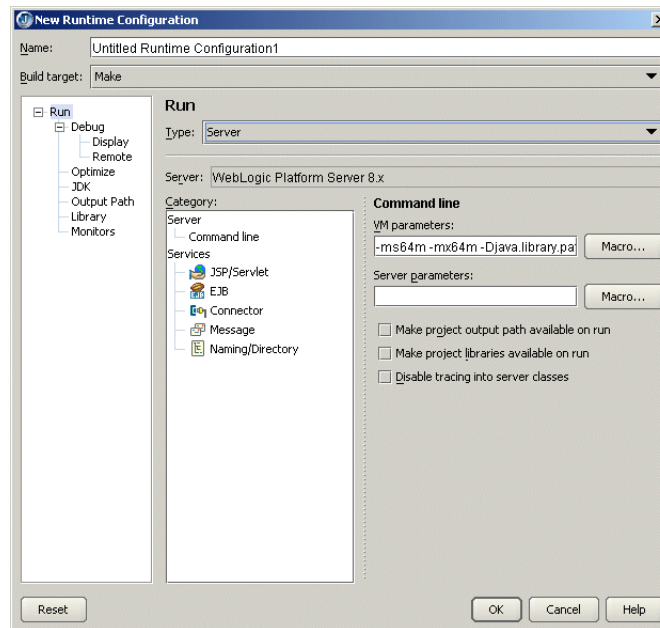 New Runtime Configuration
Name: Untitled Runtime Configuration1
Build target: Make
Run
Debug
Display
Remote
Optimize
JDK
Output Path
Library
Monitors
Run
Type: Server
Server: WebLogic Platform Server 8.x
Category:
Server
Command line
Services
JSP/Servlet
EJB
Connector
Message
Naming/Directory
Command line
VM parameters:
-ms64m -mx64m -Djava.library.pat Macro...
Server parameters:
Macro...
Make project output path available on run
Make project libraries available on run
Disable tracing into server classes
Reset OK Cancel Help